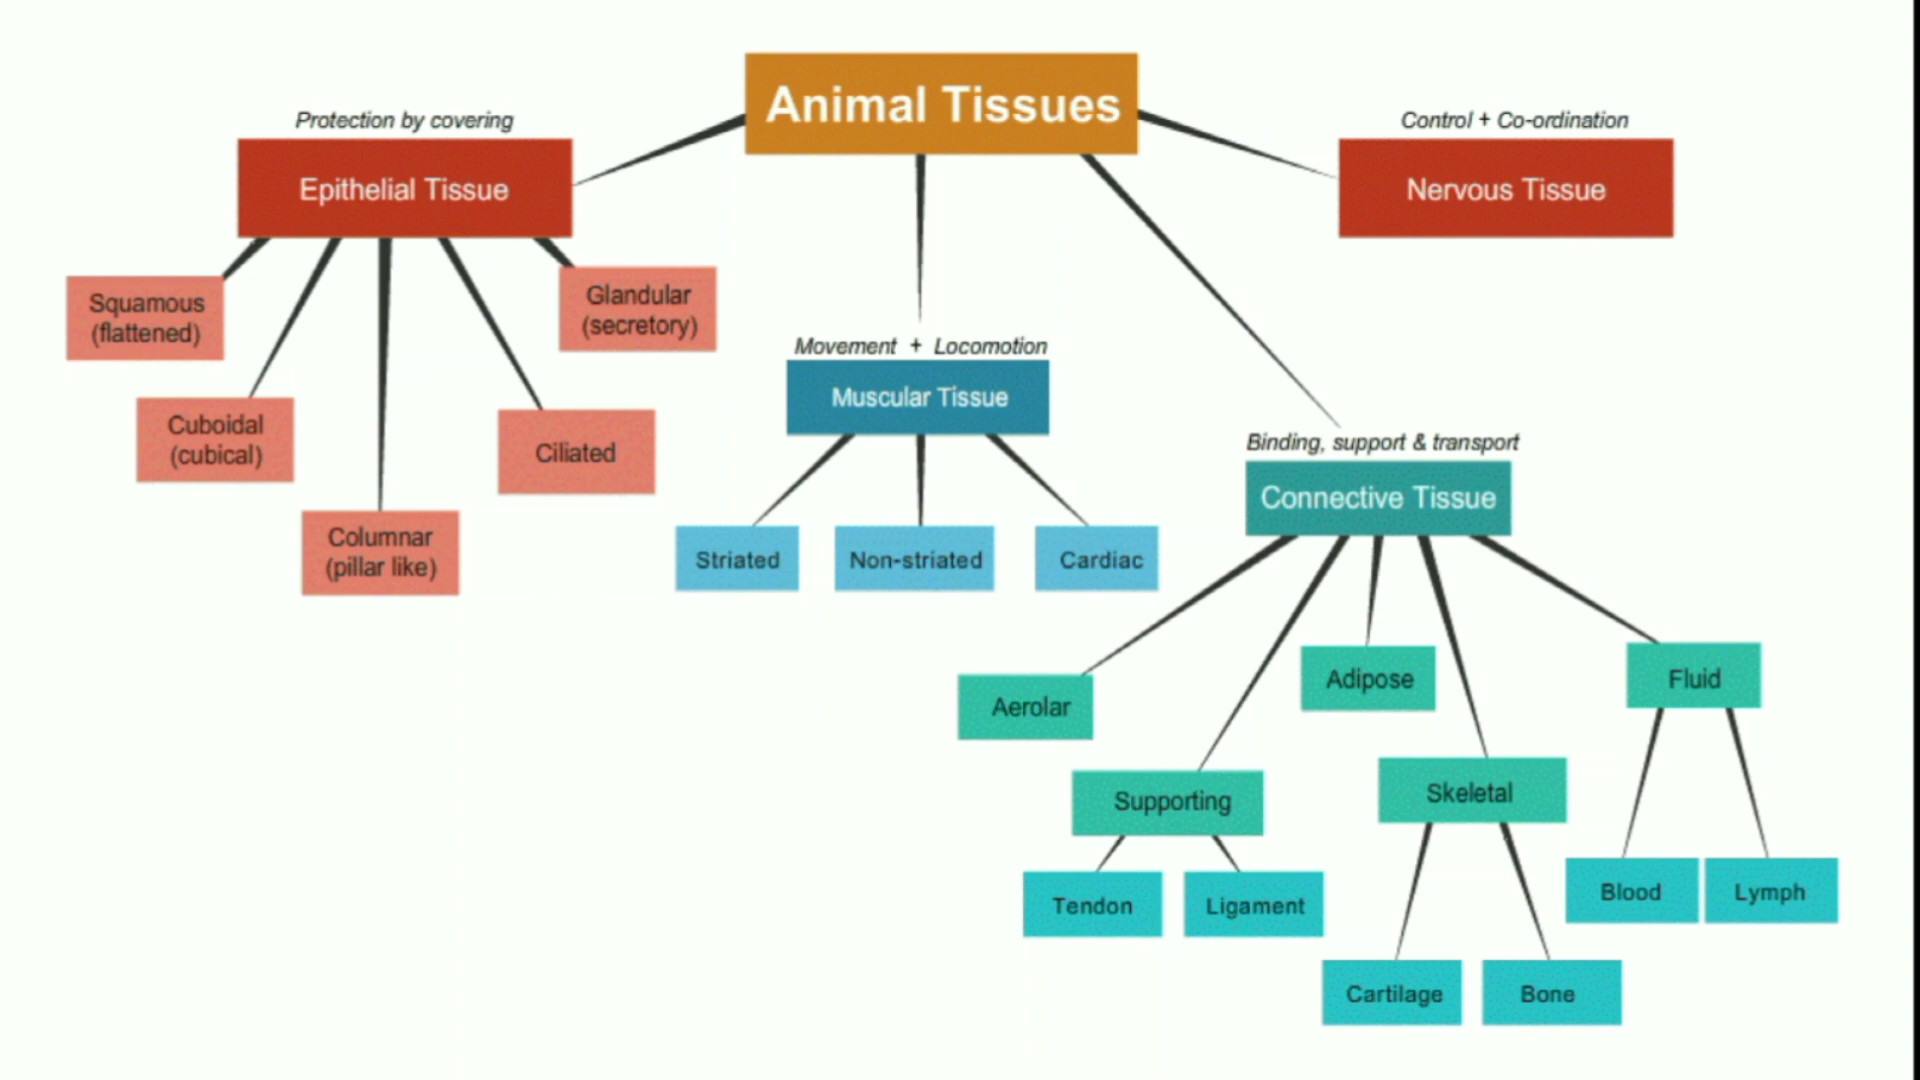 Animal Tissues
Protection by covering
Epithelial Tissue
Squamous
(flattened)
Cuboidal
(cubical)
Columnar
(pillar like)
Ciliated
Glandular
(secretory)
Movement + Locomotion
Muscular Tissue
Striated
Non-striated
Cardiac
Control + Co-ordination
Nervous Tissue
Binding, support & transport
Connective Tissue
Aerolar
Supporting
Tendon
Ligament
Adipose
Skeletal
Cartilage
Bone
Fluid
Blood
Lymph